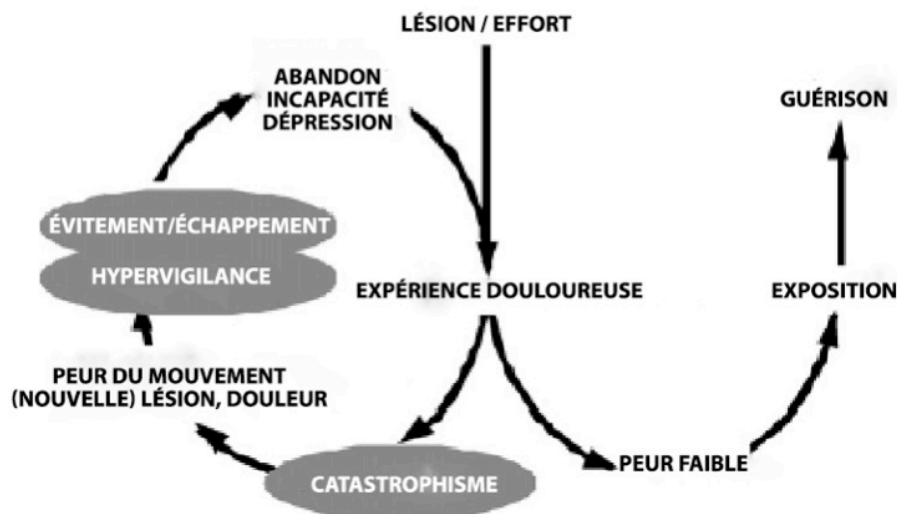 LÉSION / EFFORT
ABANDON
INCAPACITÉ
DÉPRESSION
GUÉRISON
ÉVITEMENT/ÉCHAPPEMENT
HYPERVIGILANCE
EXPÉRIENCE DOULOUREUSE
EXPOSITION
PEUR DU MOUVEMENT
(NOUVELLE) LÉSION, DOULEUR
CATASTROPHISME
PEUR FAIBLE